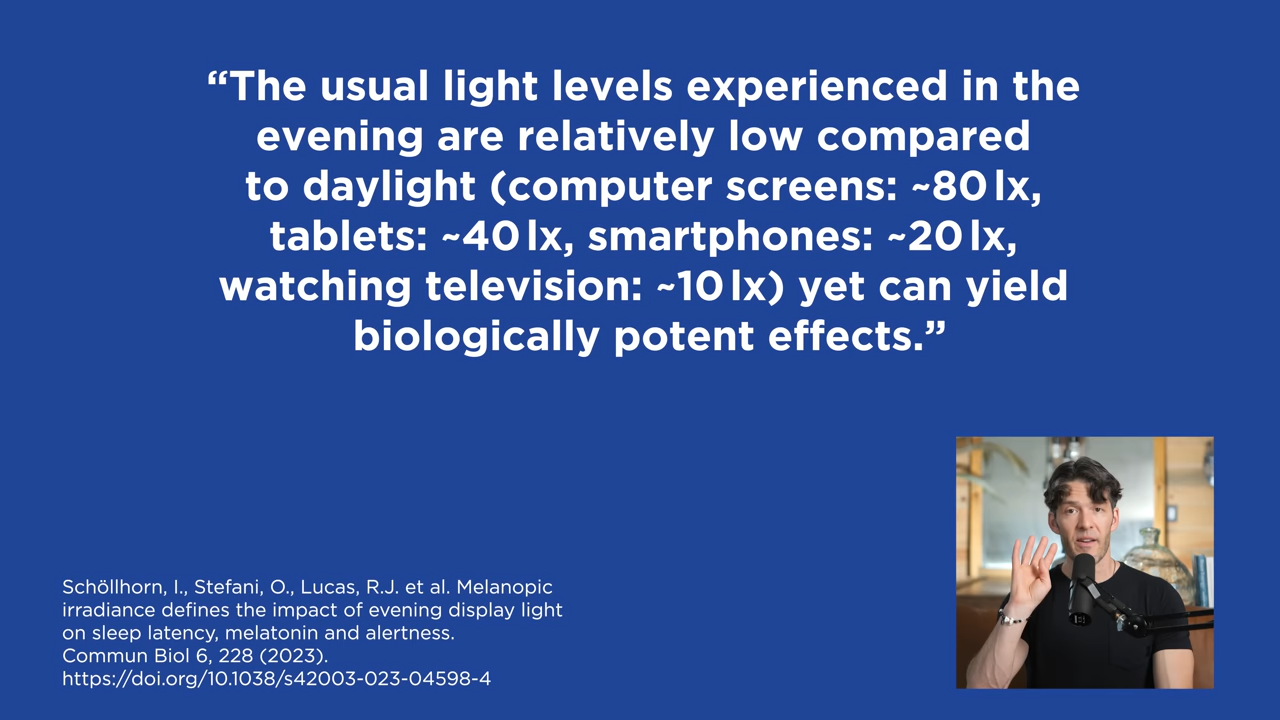 “The usual light levels experienced in the
evening are relatively low compared
to daylight (computer screens: ~80 lx,
tablets: ~40 lx, smartphones: ~20 lx,
watching television: ~10 lx) yet can yield
biologically potent effects.”
Schöllhorn, I., Stefani, O., Lucas, R.J. et al. Melanopic
irradiance defines the impact of evening display light
on sleep latency, melatonin and alertness.
Commun Biol 6, 228 (2023).
https://doi.org/10.1038/s42003-023-04598-4